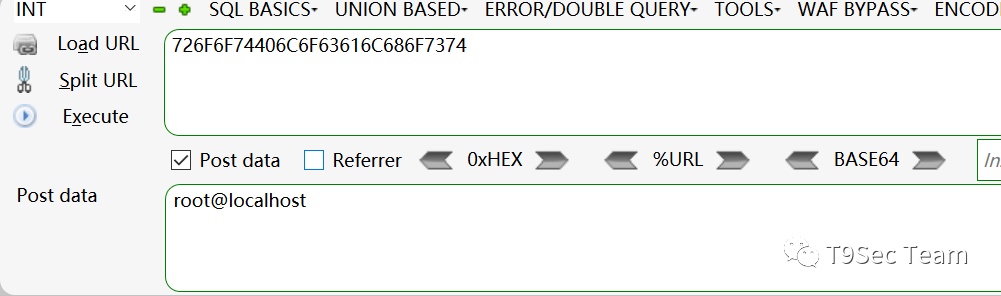 INT SQL BASICS UNION BASED ERROR/DOUBLE QUERY TOOLS WAF BYPASS ENCOD
Load URL
726F6F74406C6F63616C686F7374
Split URL
Execute
Post data Referrer 0xHEX %URL BASE64 In
Post data
root@localhost
T9Sec Team